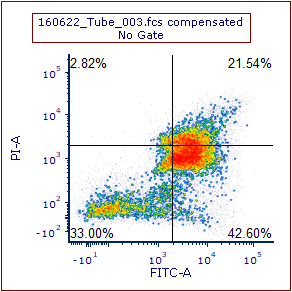 160622_Tube_003.fcs compensated
No Gate
2.82% 21.54%
10^5
10^4
PI-A
10^3
10^2
-10^2
33.00% 42.60%
-10^1 10^3 10^4 10^5
FITC-A